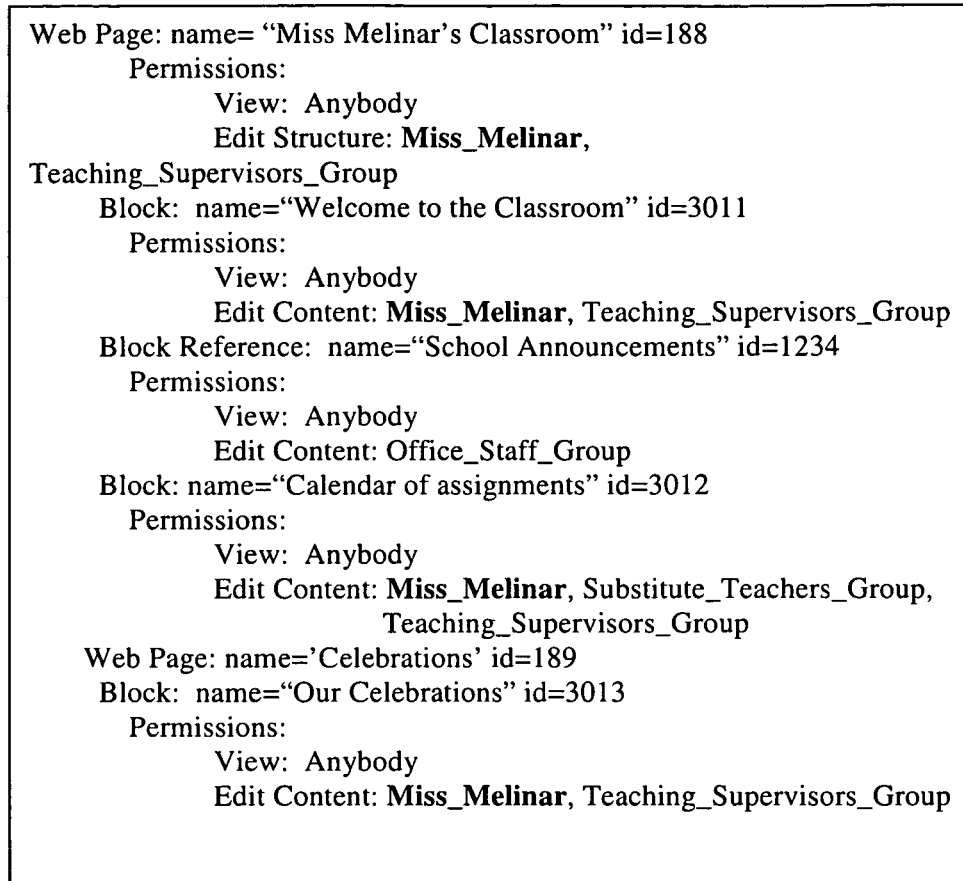 Web Page: name= “Miss Melinar’s Classroom” id=188
Permissions:
View: Anybody
Edit Structure: Miss_Melinar,
Teaching_Supervisors_Group
Block: name=“Welcome to the Classroom” id=3011
Permissions:
View: Anybody
Edit Content: Miss_Melinar, Teaching_Supervisors_Group
Block Reference: name=“School Announcements” id=1234
Permissions:
View: Anybody
Edit Content: Office_Staff_Group
Block: name=“Calendar of assignments” id=3012
Permissions:
View: Anybody
Edit Content: Miss_Melinar, Substitute_Teachers_Group,
Teaching_Supervisors_Group
Web Page: name=’Celebrations’ id=189
Block: name=“Our Celebrations” id=3013
Permissions:
View: Anybody
Edit Content: Miss_Melinar, Teaching_Supervisors_Group